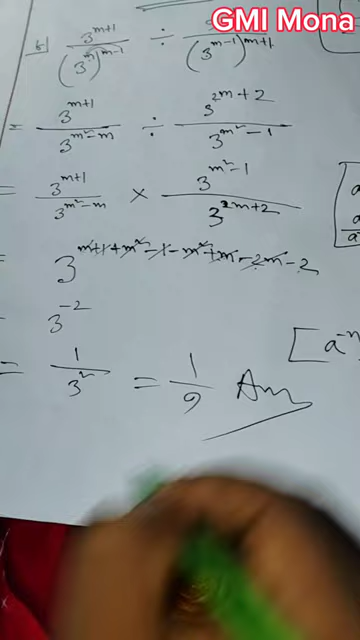 GMI Mona
3^(m+1) / (3^m)^(m-1) ÷ / (3^(m-1))^(m+1)
= 3^(m+1) / 3^(m²-m) ÷ 3^(2m+2) / 3^(m²-1)
= 3^(m+1) / 3^(m²-m) × 3^(m²-1) / 3^(2m+2)
= 3^(m+1+m²-1-m²+m-2m-2)
3^(-2)
= 1/3² = 1/9 Ans